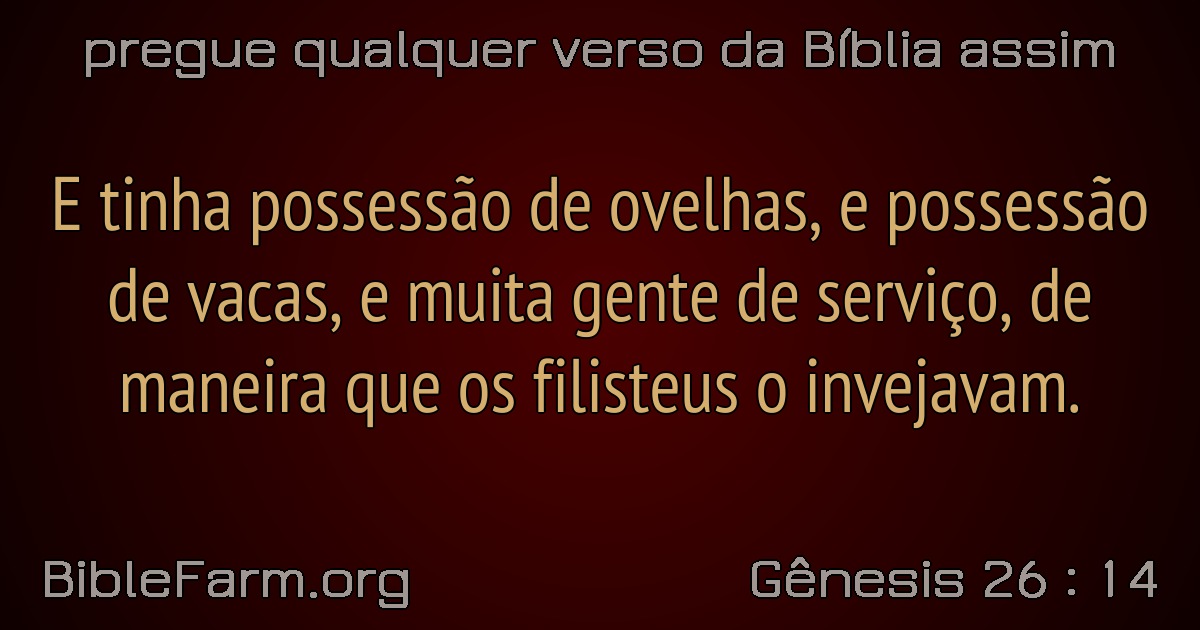 pregue qualquer verso da Bíblia assim
E tinha possessão de ovelhas, e possessão
de vacas, e muita gente de serviço, de
maneira que os filisteus o invejavam.
BibleFarm.org
Gênesis 26 : 14